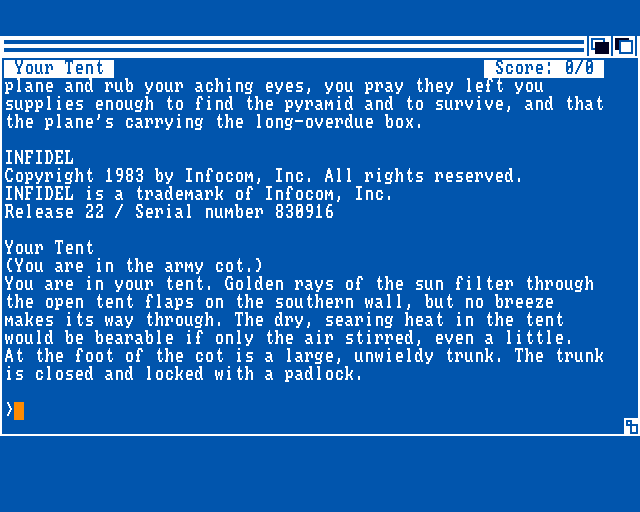 Your Tent Score: 0/0
plane and rub your aching eyes, you pray they left you
supplies enough to find the pyramid and to survive, and that
the plane's carrying the long-overdue box.
INFIDEL
Copyright 1983 by Infocom, Inc. All rights reserved.
INFIDEL is a trademark of Infocom, Inc.
Release 22 / Serial number 830916
Your Tent
(You are in the army cot.)
You are in your tent. Golden rays of the sun filter through
the open tent flaps on the southern wall, but no breeze
makes its way through. The dry, searing heat in the tent
would be bearable if only the air stirred, even a little.
At the foot of the cot is a large, unwieldy trunk. The trunk
is closed and locked with a padlock.
>